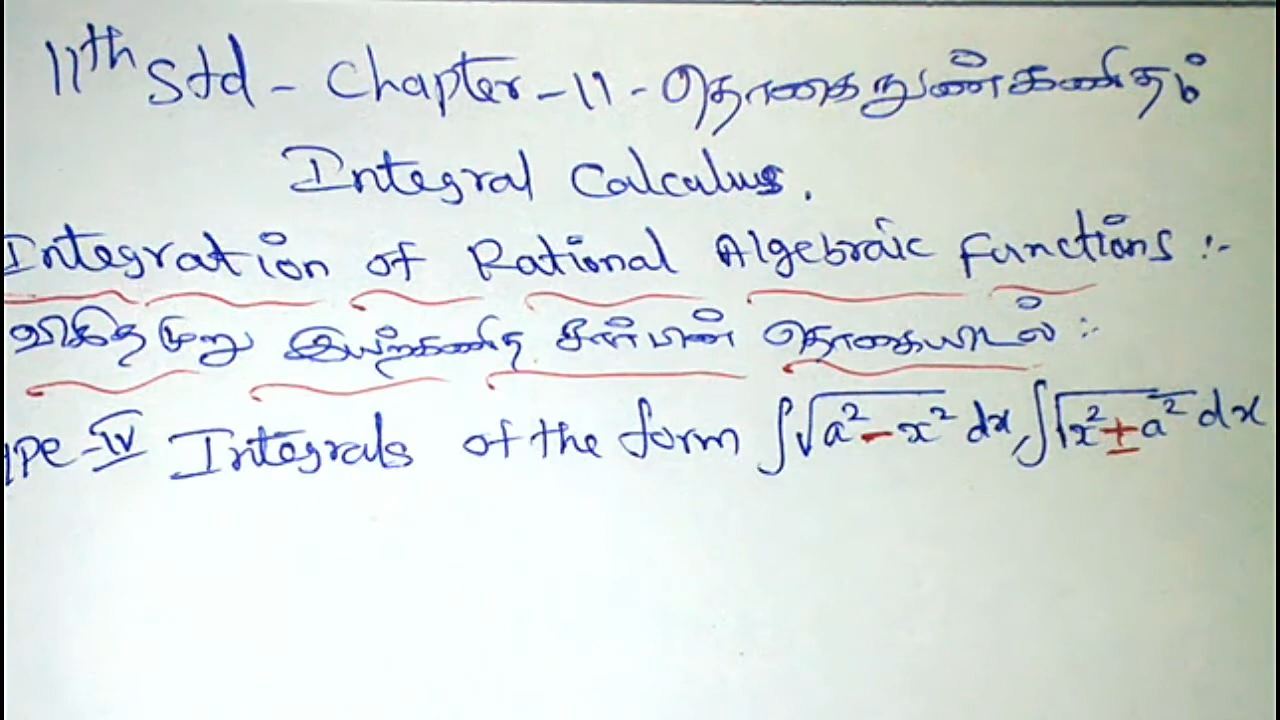 11th Std - Chapter - 11 - தொகை நுண்கணிதம்
Integral Calculus.
Integration of Rational Algebraic functions :-
விகிதமுறு இயற்கணித சார்பின் தொகையிடல் :-
ype - IV Integrals of the form ∫√(a² - x²) dx, ∫√(x² ± a²) dx